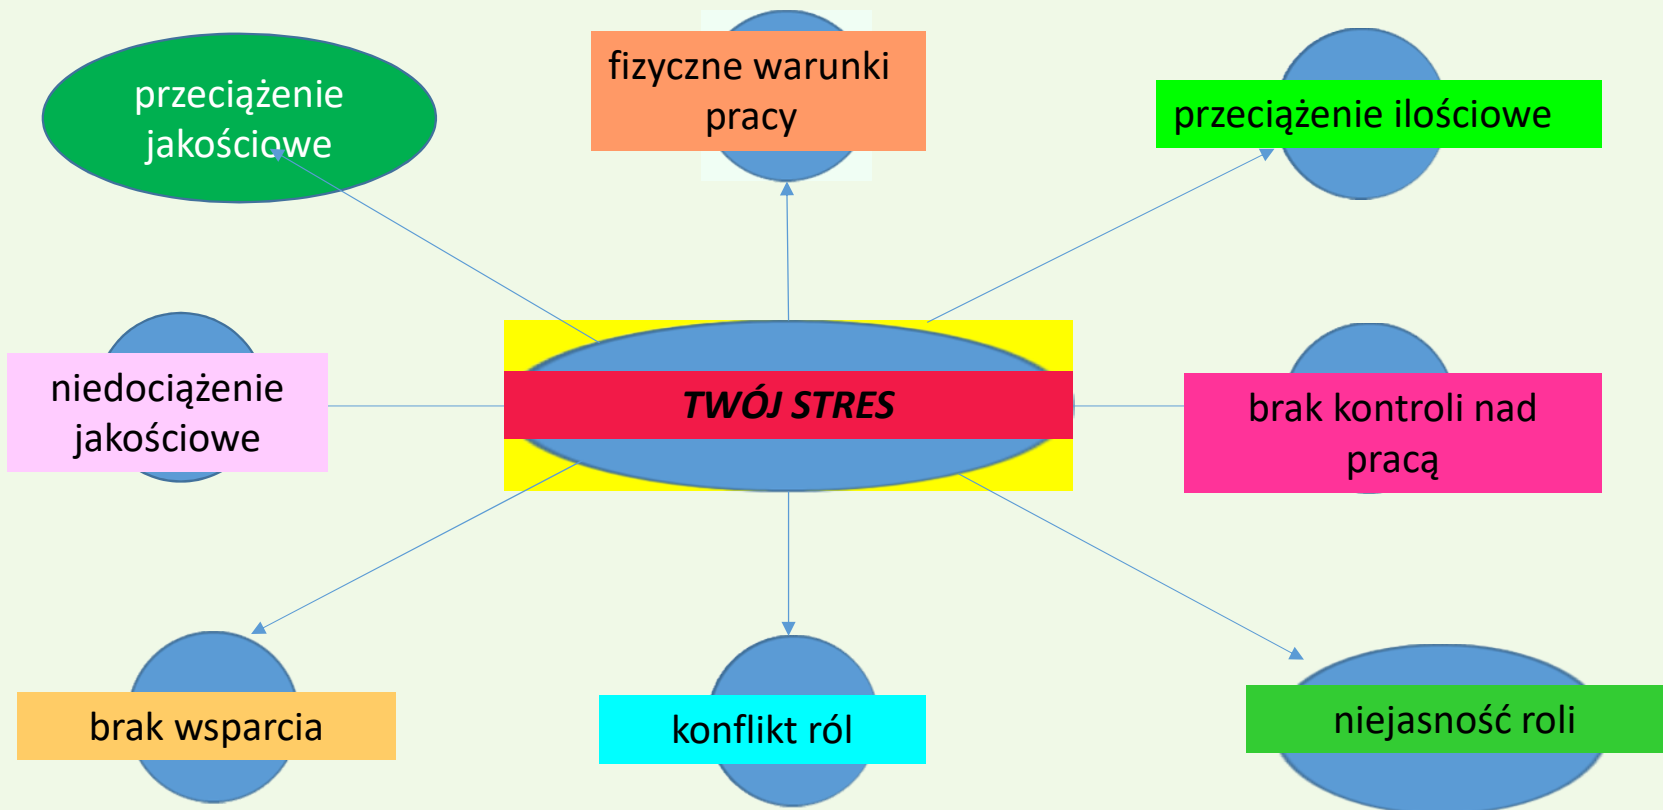 przeciążenie
jakościowe
fizyczne warunki
pracy
przeciążenie ilościowe
niedociążenie
jakościowe
TWÓJ STRES
brak kontroli nad
pracą
brak wsparcia
konflikt ról
niejasność roli